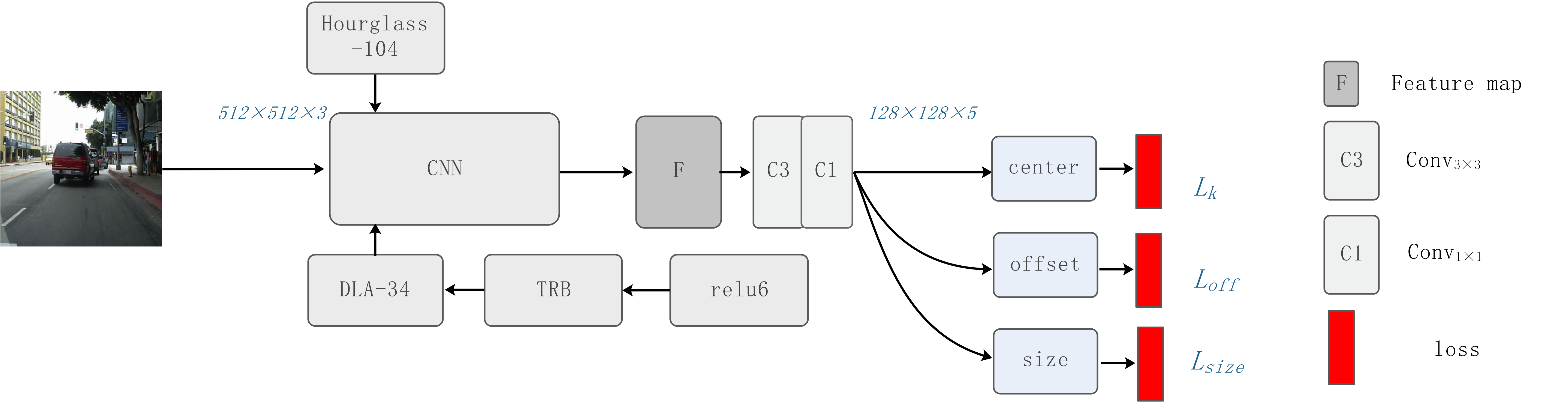 Hourglass
-104
512×512×3
CNN
F
C3
C1
128×128×5
center
L_k
offset
L_off
size
L_size
DLA-34
TRB
relu6
F
Feature map
C3
Conv3×3
C1
Conv1×1
loss